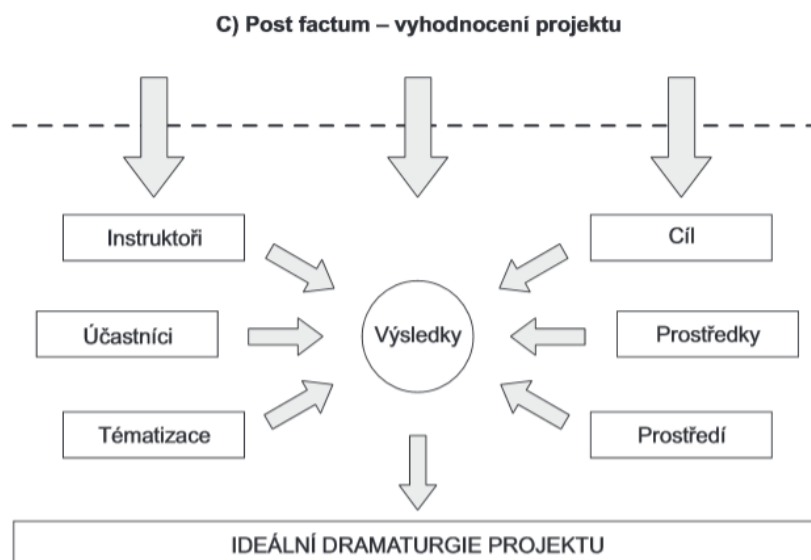 C) Post factum – vyhodnocení projektu
Instruktoři
Cíl
Účastníci
Výsledky
Prostředky
Tématizace
Prostředí
IDEÁLNÍ DRAMATURGIE PROJEKTU